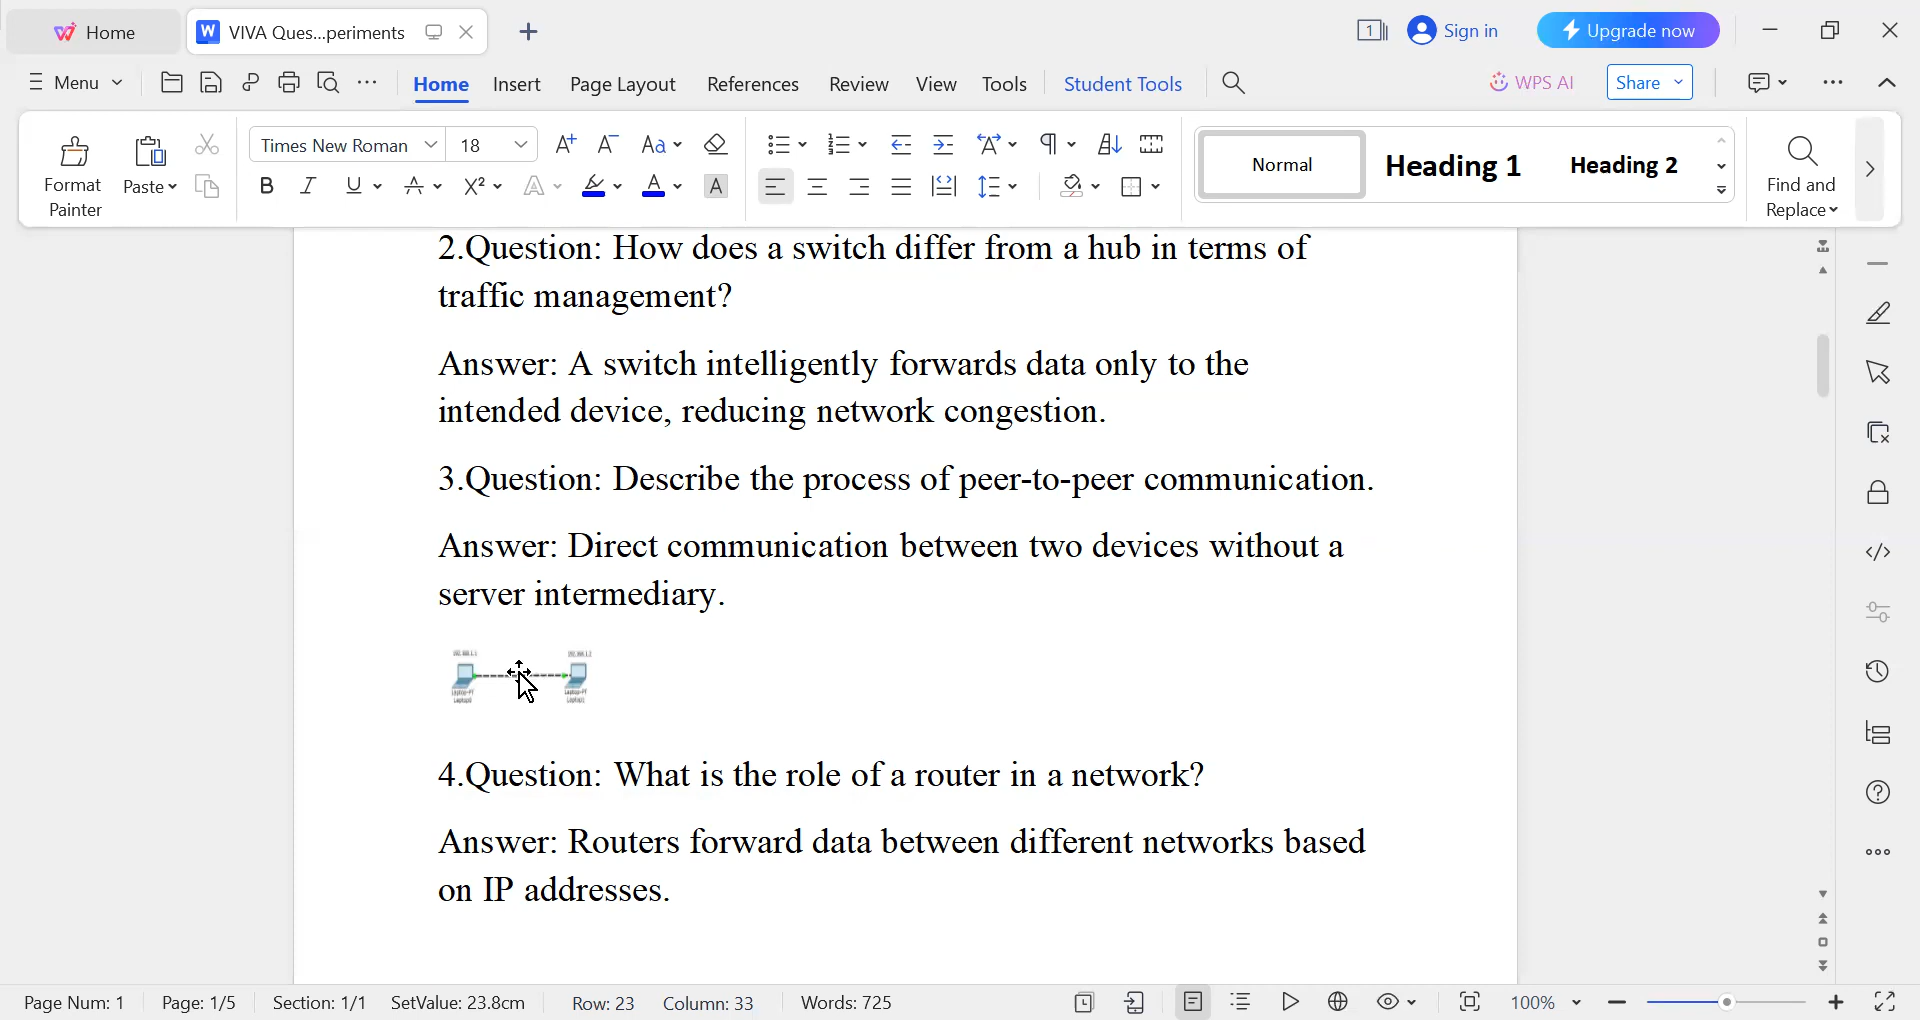 Home
VIVA Ques...periments
1
Sign in
Upgrade now
Menu
Home
Insert
Page Layout
References
Review
View
Tools
Student Tools
WPS AI
Share
Format
Painter
Paste
Times New Roman
18
Normal
Heading 1
Heading 2
Find and
Replace
2.Question: How does a switch differ from a hub in terms of
traffic management?
Answer: A switch intelligently forwards data only to the
intended device, reducing network congestion.
3.Question: Describe the process of peer-to-peer communication.
Answer: Direct communication between two devices without a
server intermediary.
4.Question: What is the role of a router in a network?
Answer: Routers forward data between different networks based
on IP addresses.
Page Num: 1
Page: 1/5
Section: 1/1
SetValue: 23.8cm
Row: 23
Column: 33
Words: 725
100%